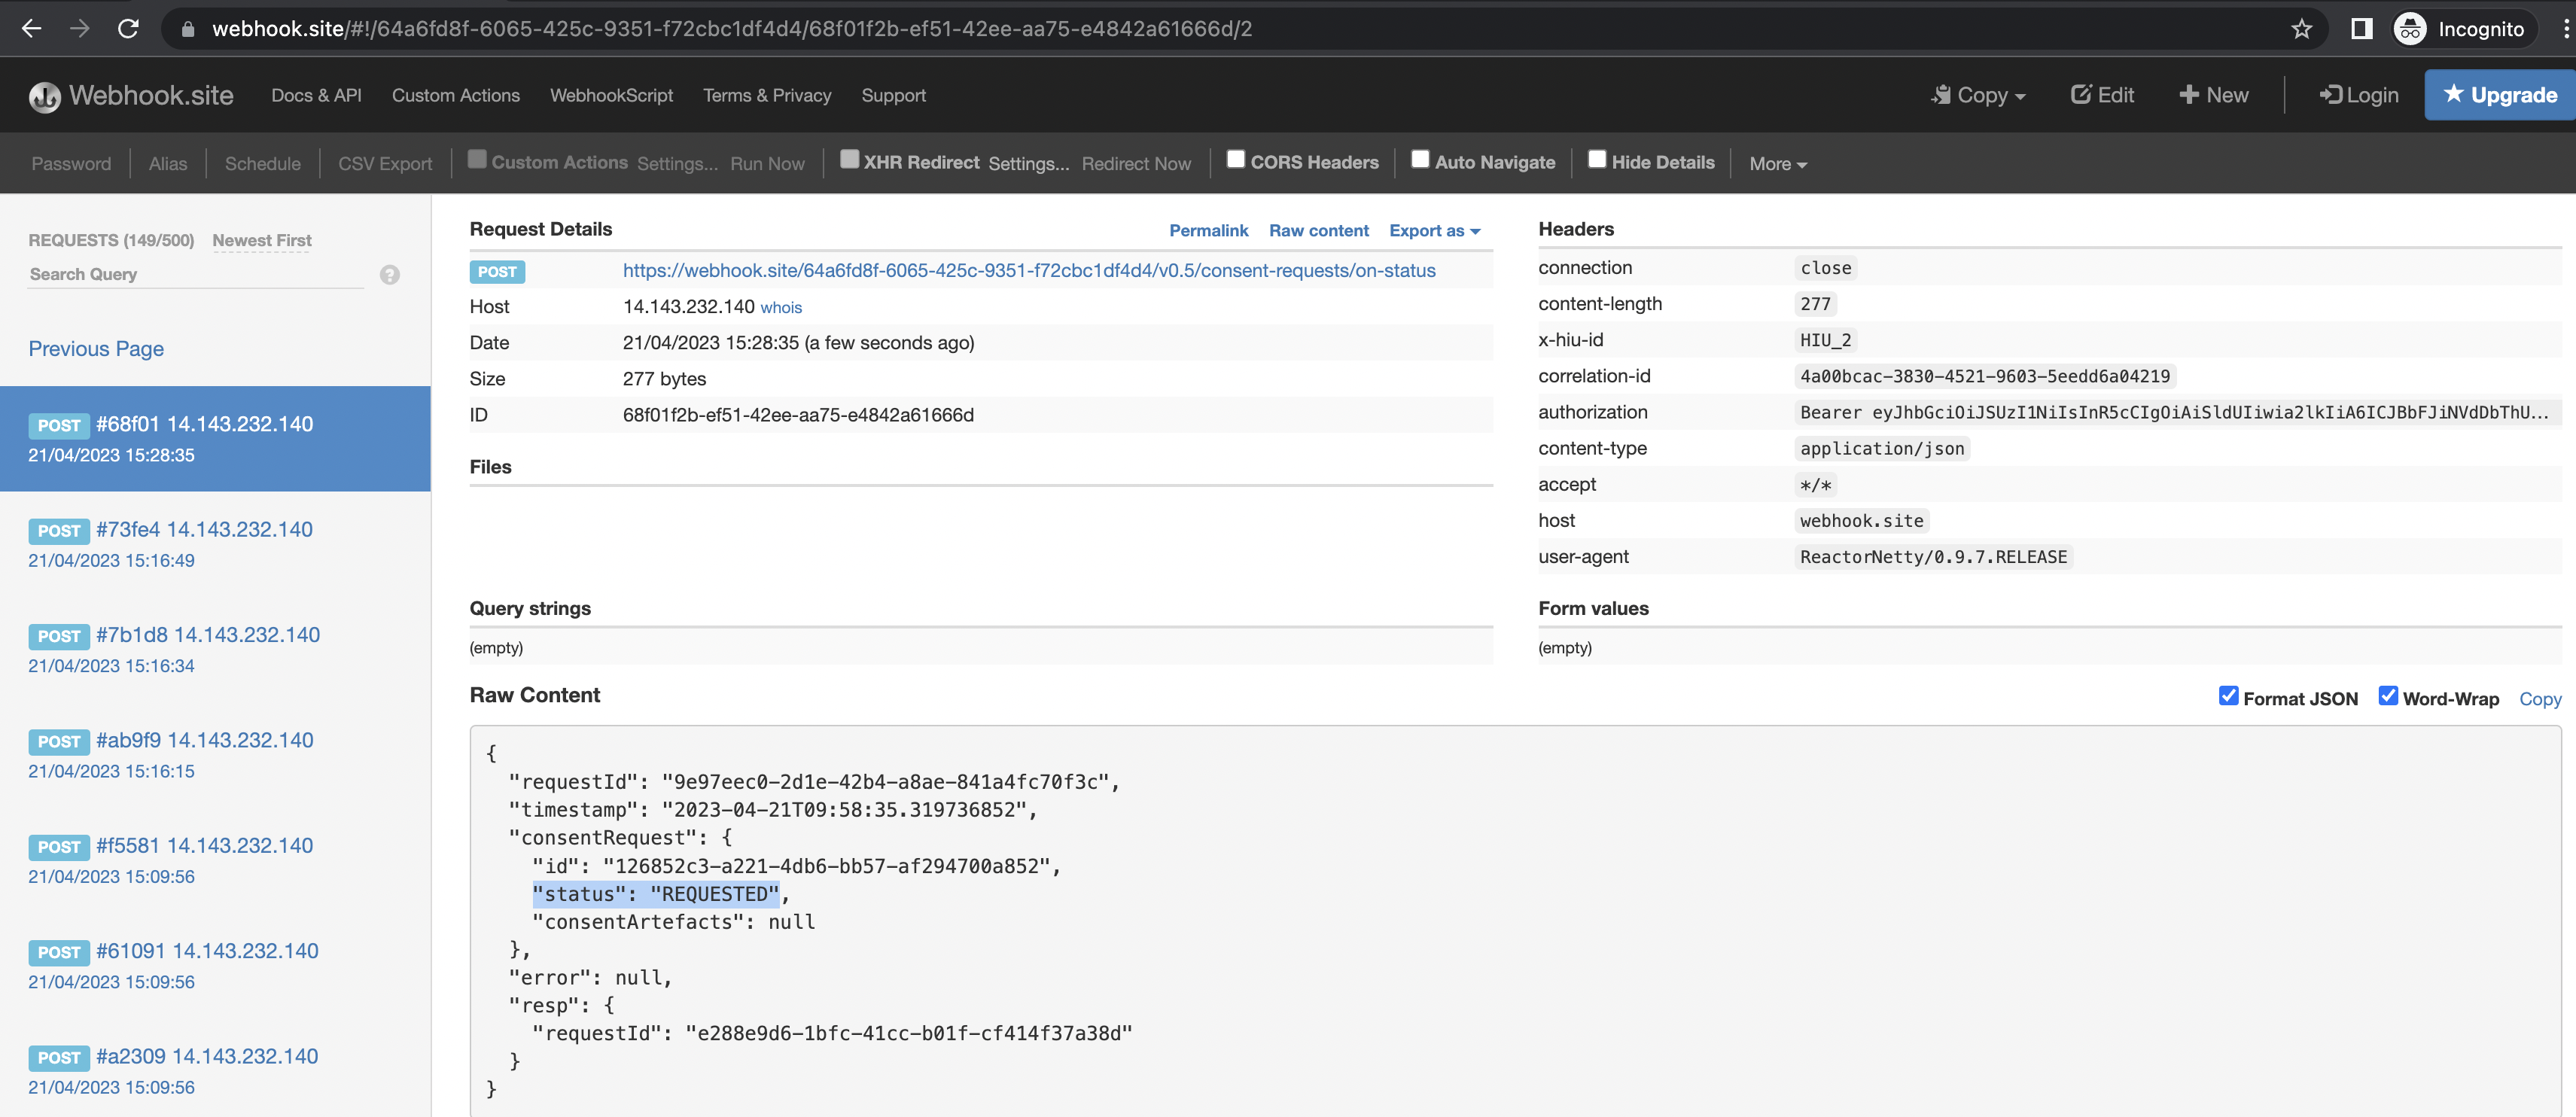 webhook.site/#!/64a6fd8f-6065-425c-9351-f72cbc1df4d4/68f01f2b-ef51-42ee-aa75-e4842a61666d/2
Incognito
Webhook.site Docs & API Custom Actions WebhookScript Terms & Privacy Support Copy Edit New Login Upgrade
Password Alias Schedule CSV Export Custom Actions Settings... Run Now XHR Redirect Settings... Redirect Now CORS Headers Auto Navigate Hide Details More
REQUESTS (149/500) Newest First
Search Query ?
Previous Page
POST #68f01 14.143.232.140
21/04/2023 15:28:35
POST #73fe4 14.143.232.140
21/04/2023 15:16:49
POST #7b1d8 14.143.232.140
21/04/2023 15:16:34
POST #ab9f9 14.143.232.140
21/04/2023 15:16:15
POST #f5581 14.143.232.140
21/04/2023 15:09:56
POST #61091 14.143.232.140
21/04/2023 15:09:56
POST #a2309 14.143.232.140
21/04/2023 15:09:56
Request Details Permalink Raw content Export as
POST https://webhook.site/64a6fd8f-6065-425c-9351-f72cbc1df4d4/v0.5/consent-requests/on-status
Host 14.143.232.140 whois
Date 21/04/2023 15:28:35 (a few seconds ago)
Size 277 bytes
ID 68f01f2b-ef51-42ee-aa75-e4842a61666d
Files
Headers
connection close
content-length 277
x-hiu-id HIU_2
correlation-id 4a00bcac-3830-4521-9603-5eedd6a04219
authorization Bearer eyJhbGciOiJSUzI1NiIsInR5cCIgOiAiSldUIiwia2lkIiA6ICJBbFJiNVdDbThU...
content-type application/json
accept */*
host webhook.site
user-agent ReactorNetty/0.9.7.RELEASE
Query strings
(empty)
Form values
(empty)
Raw Content Format JSON Word-Wrap Copy
{
"requestId": "9e97eec0-2d1e-42b4-a8ae-841a4fc70f3c",
"timestamp": "2023-04-21T09:58:35.319736852",
"consentRequest": {
"id": "126852c3-a221-4db6-bb57-af294700a852",
"status": "REQUESTED",
"consentArtefacts": null
},
"error": null,
"resp": {
"requestId": "e288e9d6-1bfc-41cc-b01f-cf414f37a38d"
}
}